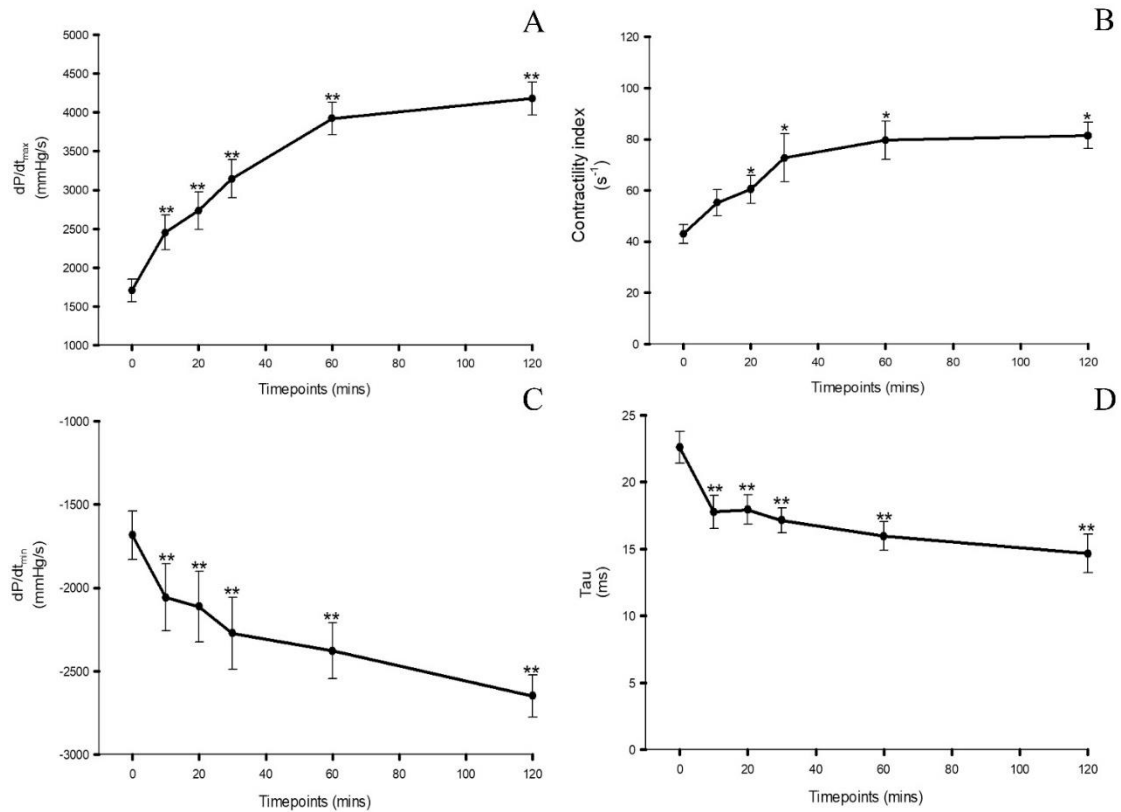 A
5000
4500
4000
3500
3000
2500
2000
1500
1000
dP/dtmax
(mmHg/s)
** ** ** ** **
0 20 40 60 80 100 120
Timepoints (mins)
B
120
100
80
60
40
20
0
Contractility index
(s-1)
* * * *
0 20 40 60 80 100 120
Timepoints (mins)
C
-1000
-1500
-2000
-2500
-3000
dP/dtmin
(mmHg/s)
** ** ** ** **
0 20 40 60 80 100 120
Timepoints (mins)
D
25
20
15
10
5
0
Tau
(ms)
** ** ** ** **
0 20 40 60 80 100 120
Timepoints (mins)